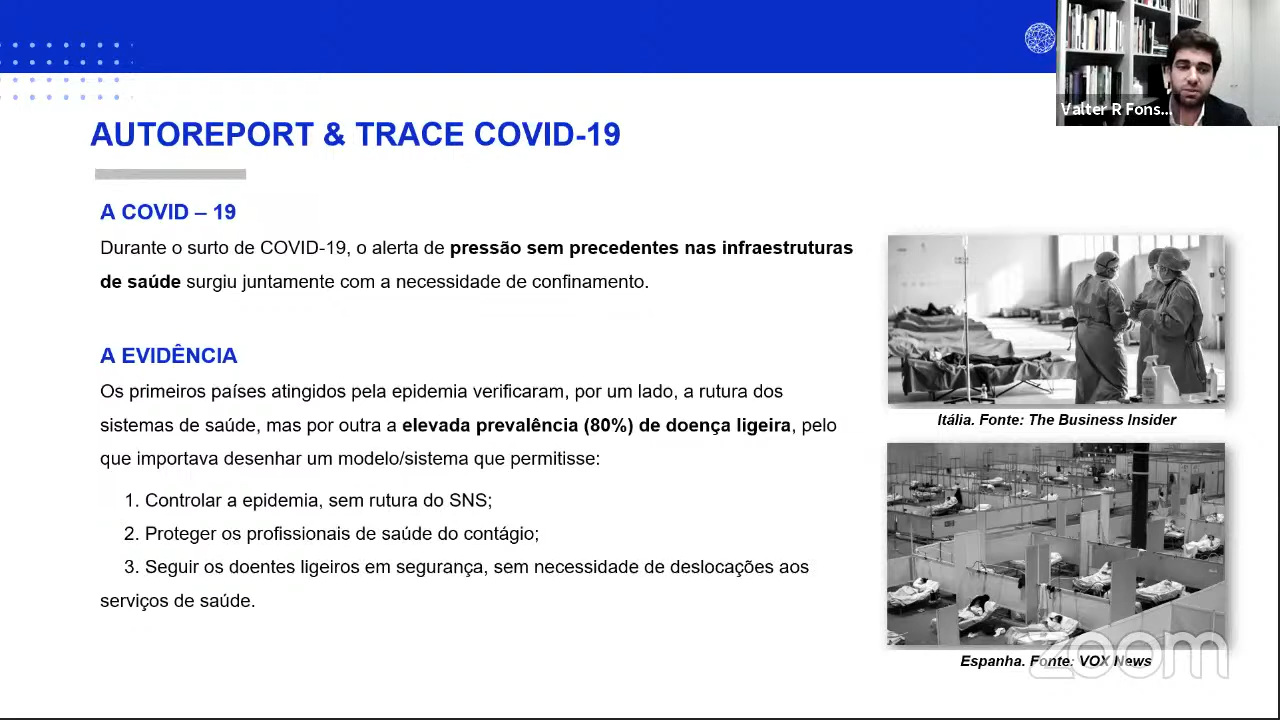 Valter R Fons...
AUTOREPORT & TRACE COVID-19
A COVID – 19
Durante o surto de COVID-19, o alerta de pressão sem precedentes nas infraestruturas
de saúde surgiu juntamente com a necessidade de confinamento.
A EVIDÊNCIA
Os primeiros países atingidos pela epidemia verificaram, por um lado, a rutura dos
sistemas de saúde, mas por outra a elevada prevalência (80%) de doença ligeira, pelo
que importava desenhar um modelo/sistema que permitisse:
1. Controlar a epidemia, sem rutura do SNS;
2. Proteger os profissionais de saúde do contágio;
3. Seguir os doentes ligeiros em segurança, sem necessidade de deslocações aos
serviços de saúde.
Itália. Fonte: The Business Insider
Espanha. Fonte: VOX News
zoom